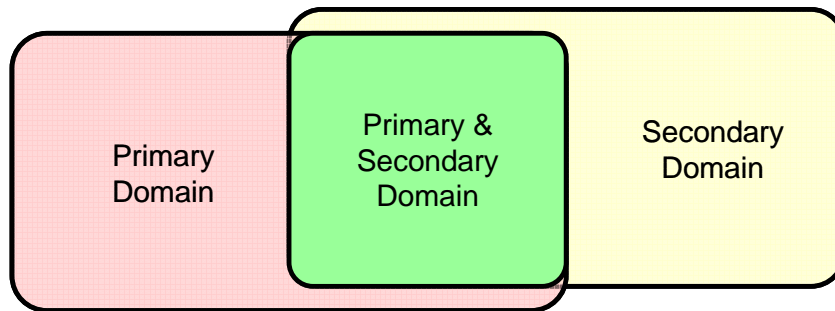 Primary
Domain
Primary &
Secondary
Domain
Secondary
Domain